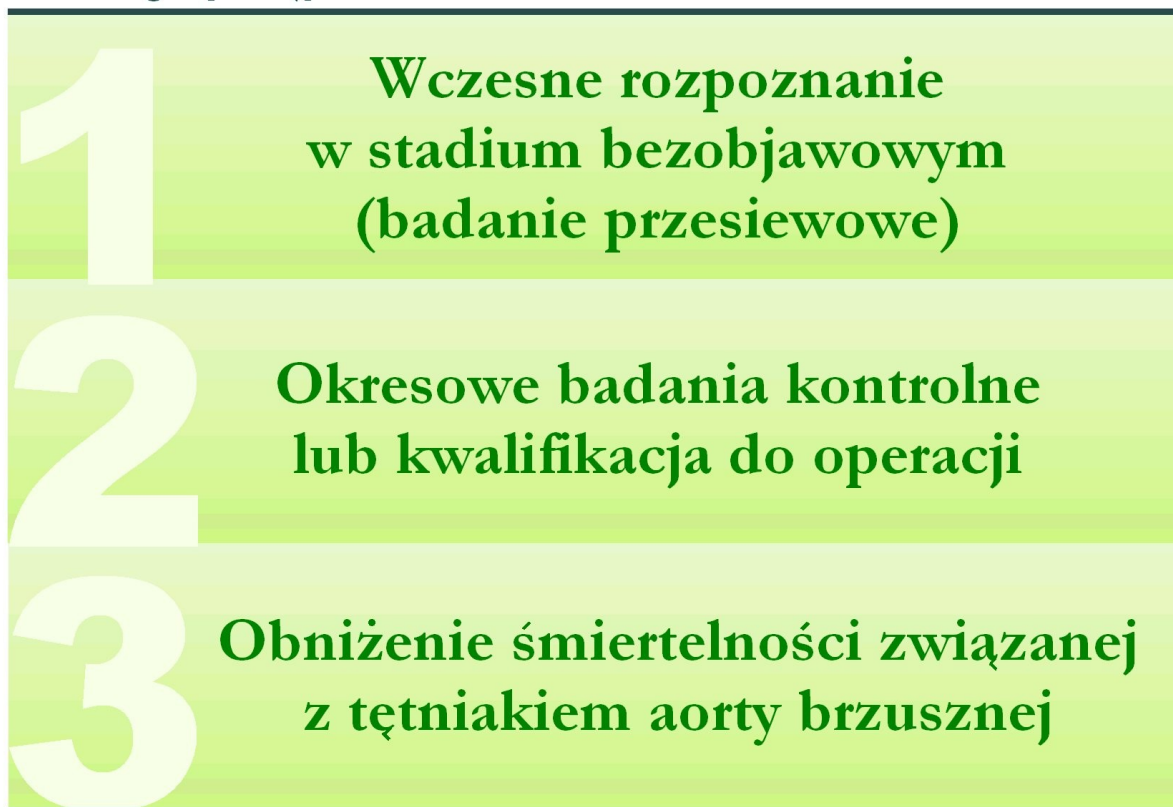 1
Wczesne rozpoznanie
w stadium bezobjawowym
(badanie przesiewowe)
2
Okresowe badania kontrolne
lub kwalifikacja do operacji
3
Obniżenie śmiertelności związanej
z tętniakiem aorty brzusznej